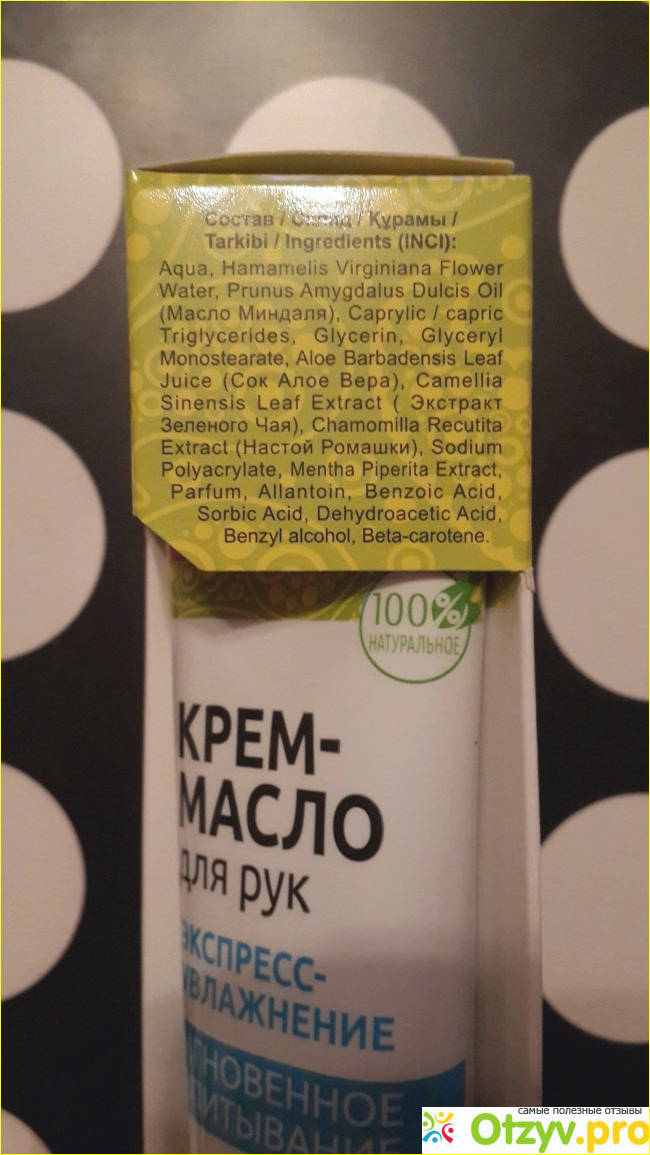 Состав / Склад / Құрамы /
Tarkibi / Ingredients (INCI):
Aqua, Hamamelis Virginiana Flower
Water, Prunus Amygdalus Dulcis Oil
(Масло Миндаля), Caprylic / capric
Triglycerides, Glycerin, Glyceryl
Monostearate, Aloe Barbadensis Leaf
Juice (Сок Алое Вера), Camellia
Sinensis Leaf Extract ( Экстракт
Зеленого Чая), Chamomilla Recutita
Extract (Настой Ромашки), Sodium
Polyacrylate, Mentha Piperita Extract,
Parfum, Allantoin, Benzoic Acid,
Sorbic Acid, Dehydroacetic Acid,
Benzyl alcohol, Beta-carotene.
100%
НАТУРАЛЬНОЕ
КРЕМ-
МАСЛО
для рук
ЭКСПРЕСС-
УВЛАЖНЕНИЕ
МГНОВЕННОЕ
ВПИТЫВАНИЕ
самые полезные отзывы
Otzyv.pro